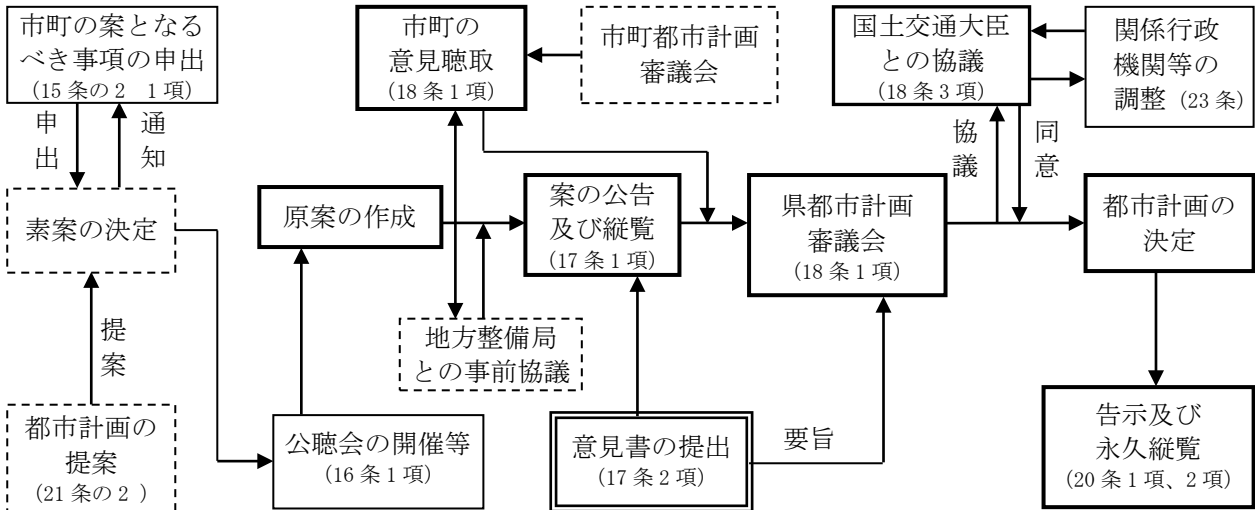 市町の案となる
べき事項の申出
(15条の2 1項)
申出
通知
素案の決定
提案
都市計画の
提案
(21条の2 )
市町の
意見聴取
(18条1項)
市町都市計画
審議会
原案の作成
公聴会の開催等
(16条1項)
地方整備局
との事前協議
案の公告
及び縦覧
(17条1項)
意見書の提出
(17条2項)
要旨
県都市計画
審議会
(18条1項)
国土交通大臣
との協議
(18条3項)
関係行政
機関等の
調整 (23条)
協議
同意
都市計画の
決定
告示及び
永久縦覧
(20条1項、2項)